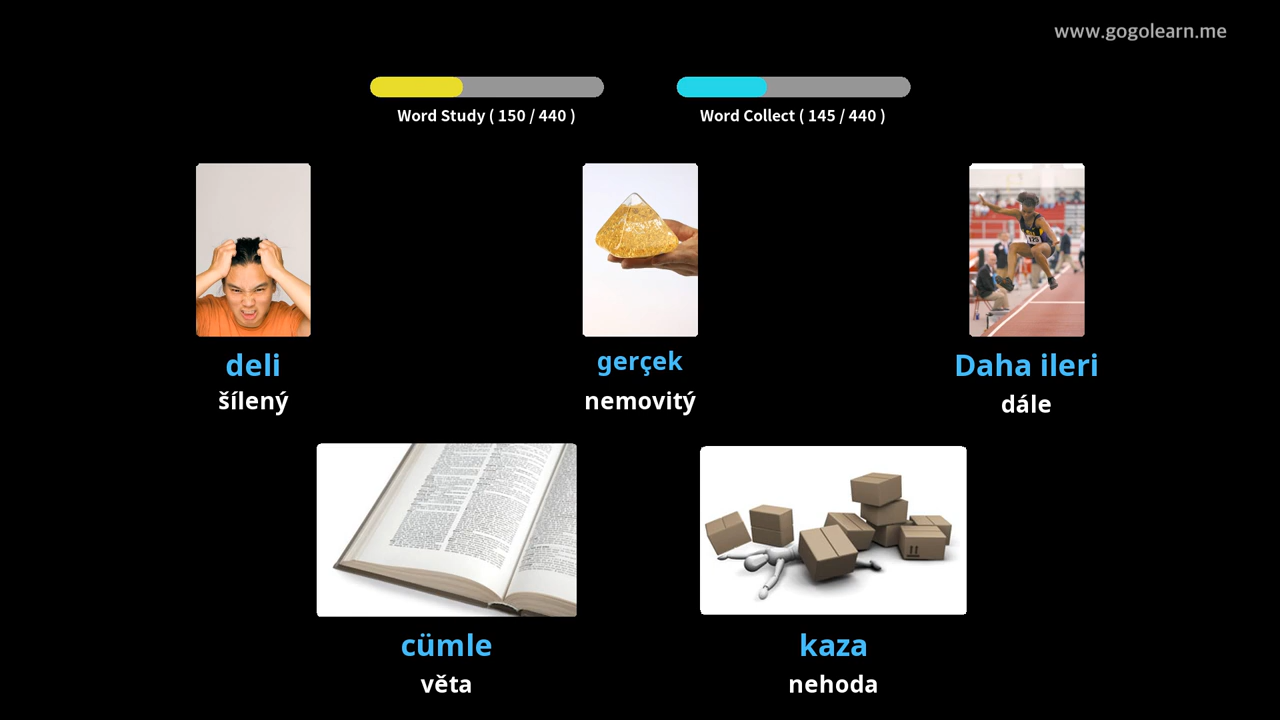 www.gogolearn.me
Word Study ( 150 / 440 )
Word Collect ( 145 / 440 )
deli
šílený
gerçek
nemovitý
Daha ileri
dále
cümle
věta
kaza
nehoda